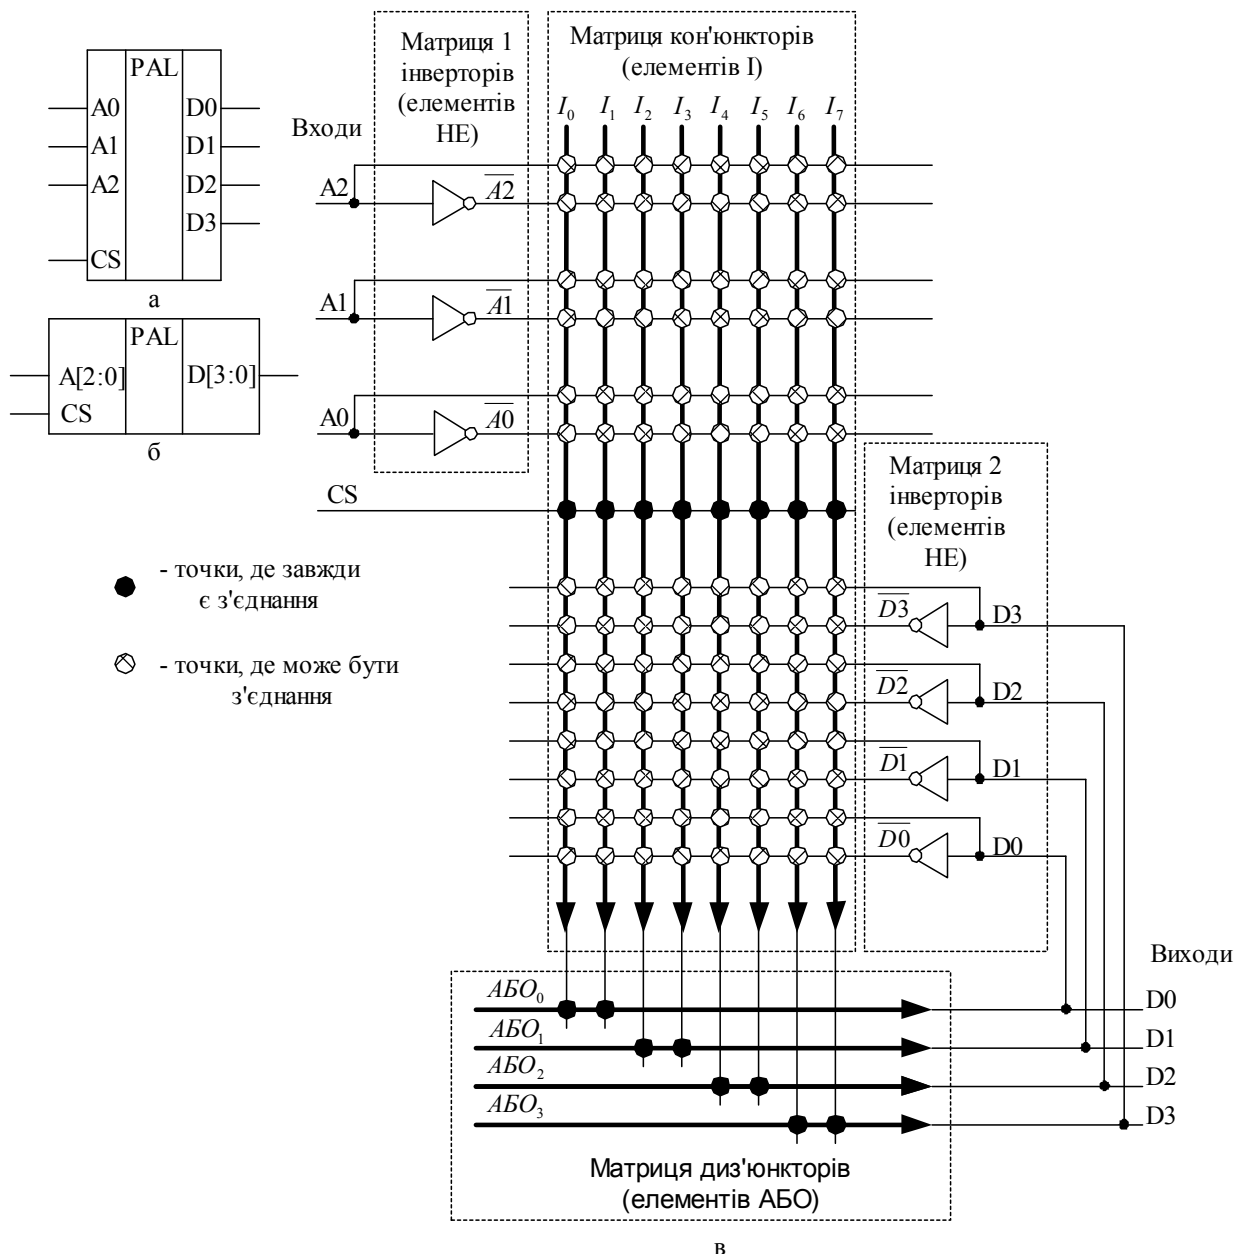 PAL
A0
D0
A1
D1
A2
D2
D3
CS
а
PAL
A[2:0]
D[3:0]
CS
б
Входи
Матриця 1
інверторів
(елементів
НЕ)
Матриця кон'юнкторів
(елементів І)
I0 I1 I2 I3 I4 I5 I6 I7
A2
A2
A1
A1
A0
A0
CS
- точки, де завжди
є з'єднання
- точки, де може бути
з'єднання
Матриця 2
інверторів
(елементів
НЕ)
D3 D3
D2 D2
D1 D1
D0 D0
Виходи
АБО0
D0
АБО1
D1
АБО2
D2
АБО3
D3
Матриця диз'юнкторів
(елементів АБО)
в